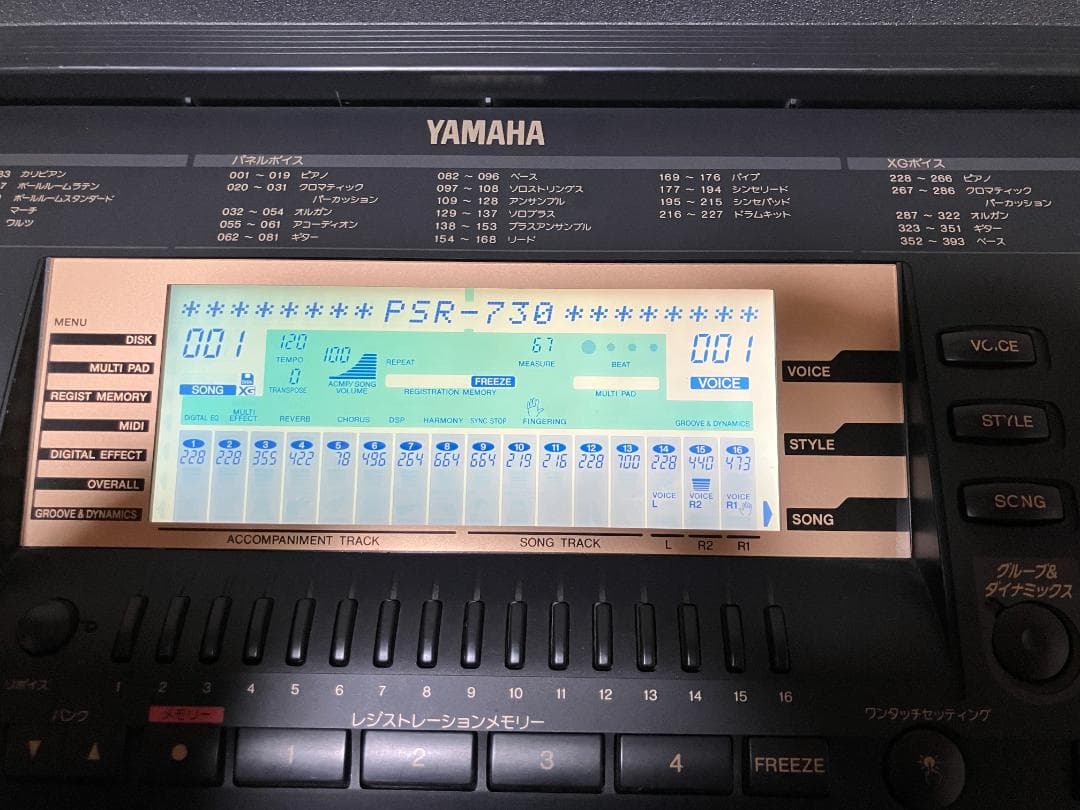 YAMAHA
カリビアン
ボールルームラテン
ボールルームスタンダード
マーチ
ワルツ
パネルボイス
001 ~ 019 ピアノ
020 ~ 031 クロマティック
パーカッション
032 ~ 054 オルガン
055 ~ 061 アコーディオン
062 ~ 081 ギター
082 ~ 096 ベース
097 ~ 108 ソロストリングス
109 ~ 128 アンサンブル
129 ~ 137 ソロブラス
138 ~ 153 ブラスアンサンブル
154 ~ 168 リード
169 ~ 176 パイプ
177 ~ 194 シンセリード
195 ~ 215 シンセパッド
216 ~ 227 ドラムキット
XGボイス
228 ~ 266 ピアノ
267 ~ 286 クロマティック
パーカッション
287 ~ 322 オルガン
323 ~ 351 ギター
352 ~ 393 ベース
MENU
DISK
MULTI PAD
REGIST MEMORY
MIDI
DIGITAL EFFECT
OVERALL
GROOVE & DYNAMICS
********PSR-730********
001
SONG
DISK
XG
120
TEMPO
0
TRANSPOSE
100
ACMP/SONG
VOLUME
REPEAT
FREEZE
REGISTRATION MEMORY
67
MEASURE
BEAT
MULTI PAD
001
VOICE
DIGITAL EQ
MULTI
EFFECT
REVERB
CHORUS
DSP
HARMONY
SYNC STOP
FINGERING
GROOVE & DYNAMICS
1 2 3 4 5 6 7 8 9 10 11 12 13 14 15 16
228 228 355 422 78 496 264 664 664 219 216 228 700 228 440 473
VOICE
L
VOICE
R2
VOICE
R1
ACCOMPANIMENT TRACK
SONG TRACK
L
R2
R1
VOICE
STYLE
SONG
VOICE
STYLE
SONG
グルーブ&
ダイナミックス
1 2 3 4 5 6 7 8 9 10 11 12 13 14 15 16
バンク
メモリー
レジストレーションメモリー
ワンタッチセッティング
1
2
3
4
FREEZE